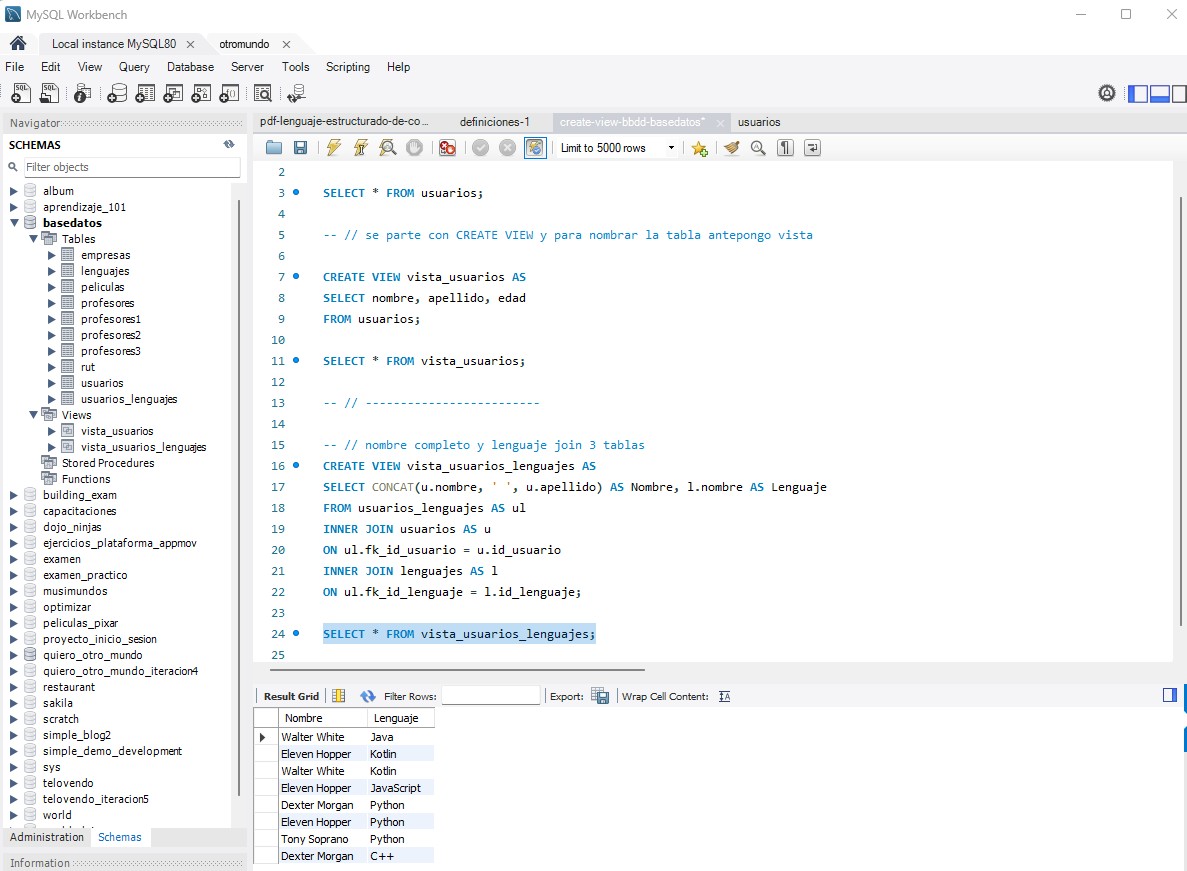 MySQL Workbench
Local instance MySQL80
otromundo
File Edit View Query Database Server Tools Scripting Help
Navigator
SCHEMAS
Filter objects
album
aprendizaje_101
basedatos
Tables
empresas
lenguajes
peliculas
profesores
profesores1
profesores2
profesores3
rut
usuarios
usuarios_lenguajes
Views
vista_usuarios
vista_usuarios_lenguajes
Stored Procedures
Functions
building_exam
capacitaciones
dojo_ninjas
ejercicios_plataforma_appmov
examen
examen_practico
musimundos
optimizar
peliculas_pixar
proyecto_inicio_sesion
quiero_otro_mundo
quiero_otro_mundo_iteracion4
restaurant
sakila
scratch
simple_blog2
simple_demo_development
sys
telovendo
telovendo_iteracion5
world
Administration Schemas
Information
pdf-lenguaje-estructurado-de-co... definiciones-1 create-view-bbdd-basedatos* usuarios
Limit to 5000 rows
2
3 SELECT * FROM usuarios;
4
5 -- // se parte con CREATE VIEW y para nombrar la tabla antepongo vista
6
7 CREATE VIEW vista_usuarios AS
8 SELECT nombre, apellido, edad
9 FROM usuarios;
10
11 SELECT * FROM vista_usuarios;
12
13 -- // -------------------------
14
15 -- // nombre completo y lenguaje join 3 tablas
16 CREATE VIEW vista_usuarios_lenguajes AS
17 SELECT CONCAT(u.nombre, ' ', u.apellido) AS Nombre, l.nombre AS Lenguaje
18 FROM usuarios_lenguajes AS ul
19 INNER JOIN usuarios AS u
20 ON ul.fk_id_usuario = u.id_usuario
21 INNER JOIN lenguajes AS l
22 ON ul.fk_id_lenguaje = l.id_lenguaje;
23
24 SELECT * FROM vista_usuarios_lenguajes;
25
Result Grid Filter Rows: Export: Wrap Cell Content:
Nombre Lenguaje
Walter White Java
Eleven Hopper Kotlin
Walter White Kotlin
Eleven Hopper JavaScript
Dexter Morgan Python
Eleven Hopper Python
Tony Soprano Python
Dexter Morgan C++